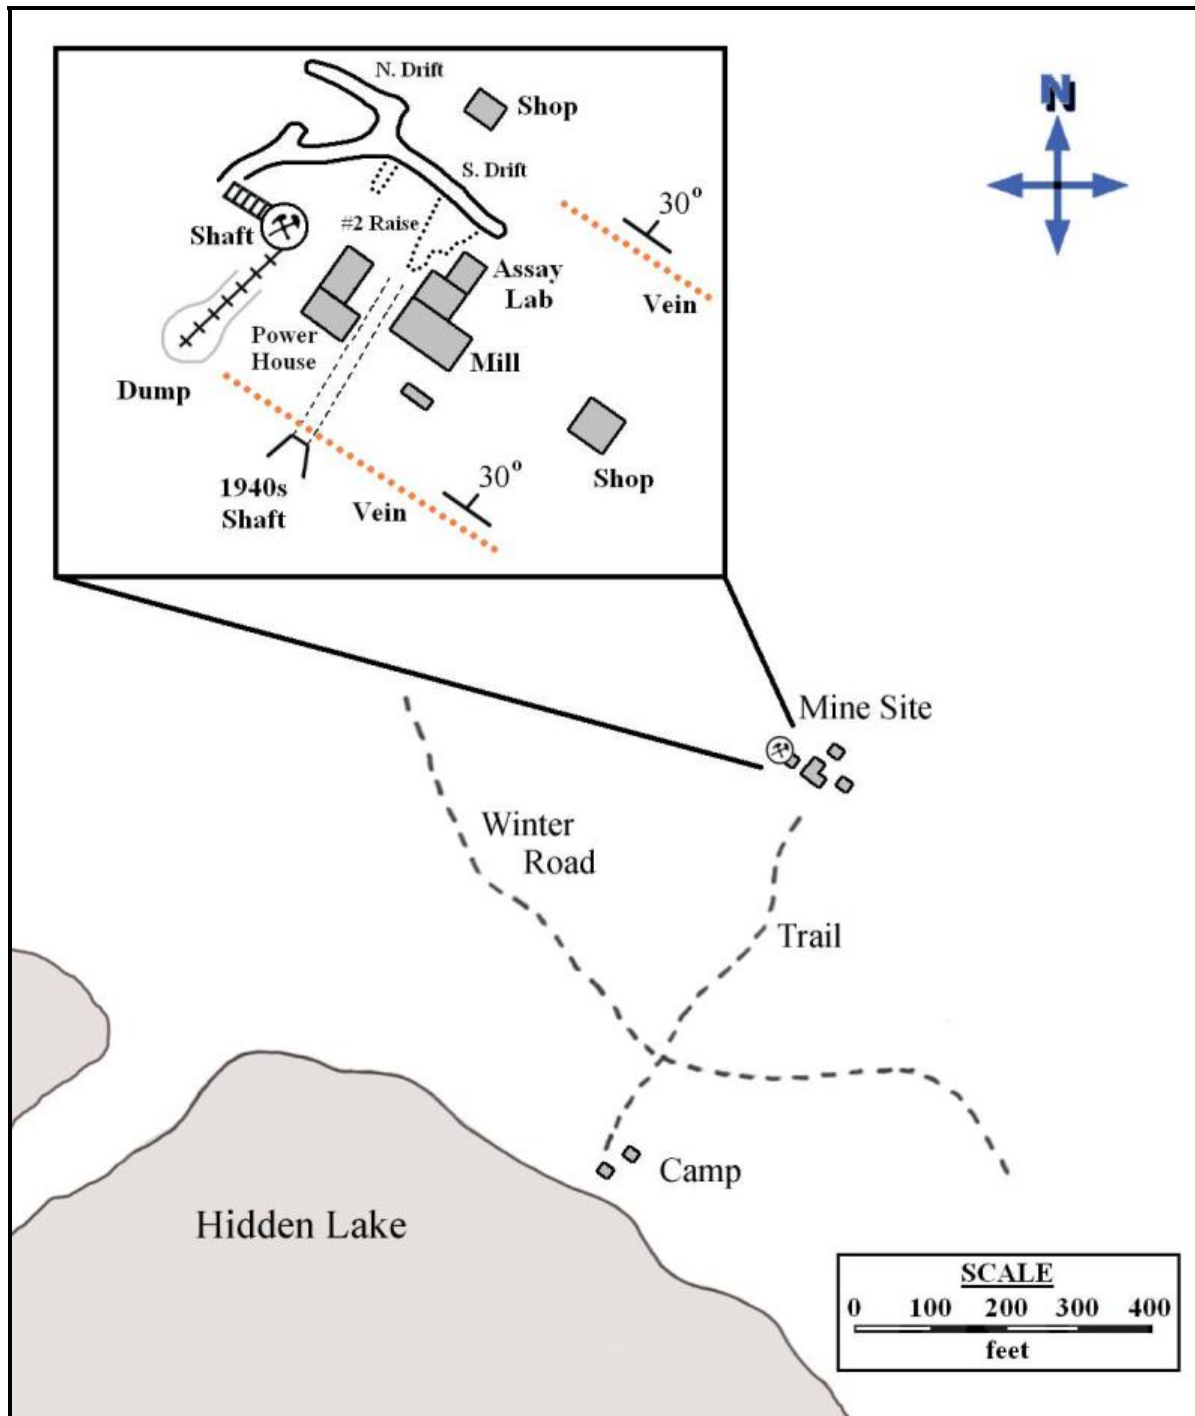 N. Drift
Shop
N
S. Drift
30°
#2 Raise
Shaft
Assay
Lab
Vein
Power
House
Mill
Dump
30°
Shop
1940s
Shaft
Vein
Mine Site
Winter
Road
Trail
Camp
Hidden Lake
SCALE
0 100 200 300 400
feet